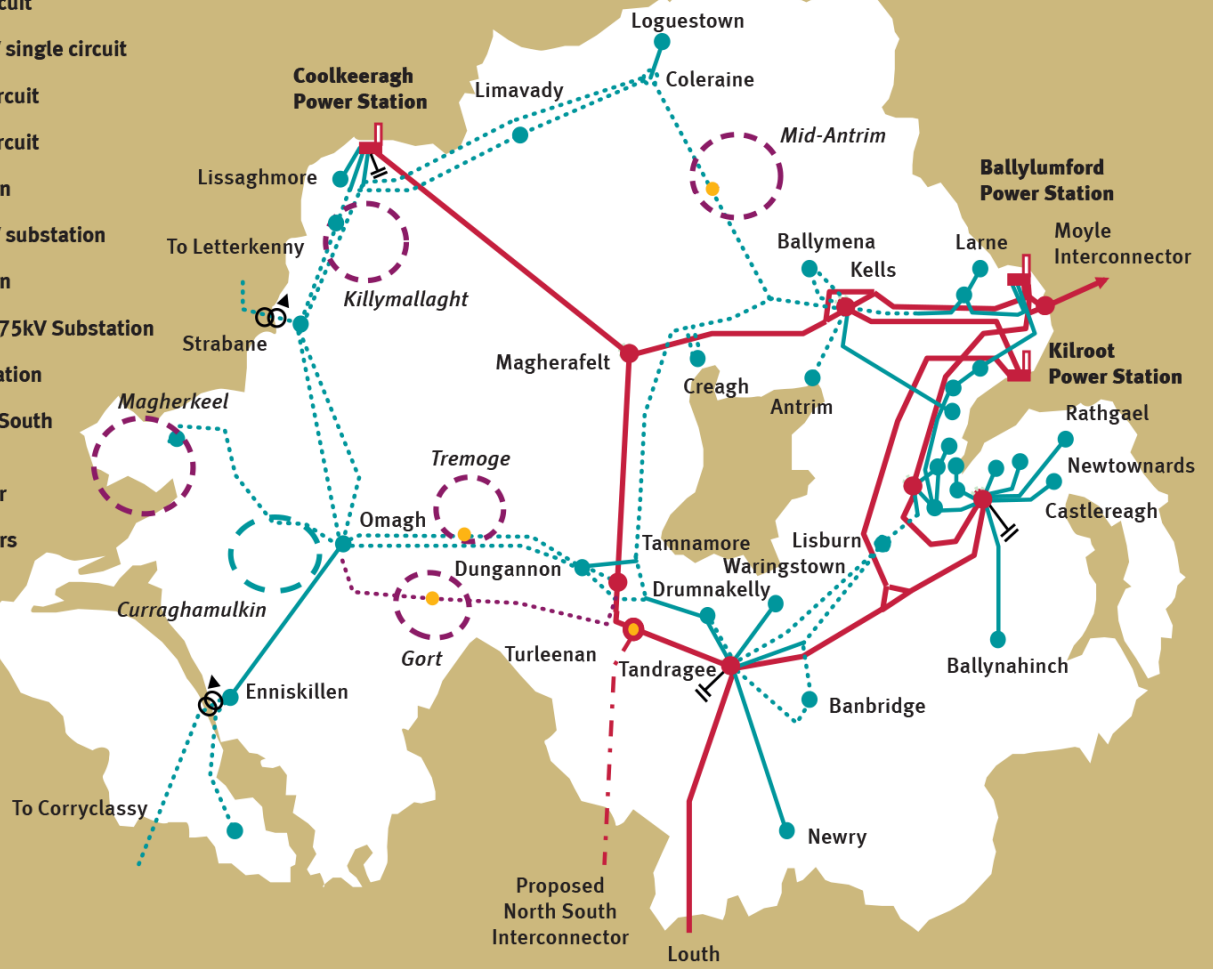 cuit
single circuit
rcuit
rcuit
n
substation
n
75kV Substation
ation
South
r
rs
Loguestown
Coleraine
Limavady
Coolkeeragh
Power Station
Mid-Antrim
Lissaghmore
Ballylumford
Power Station
To Letterkenny
Moyle
Interconnector
Ballymena
Larne
Kells
Killymallaght
Strabane
Magherafelt
Kilroot
Power Station
Creagh
Antrim
Magherkeel
Rathgael
Tremoge
Newtownards
Castlereagh
Omagh
Tamnamore
Lisburn
Dungannon
Waringstown
Drumnakelly
Curraghamulkin
Gort
Turleenan
Tandragee
Ballynahinch
Enniskillen
Banbridge
To Corryclassy
Newry
Proposed
North South
Interconnector
Louth